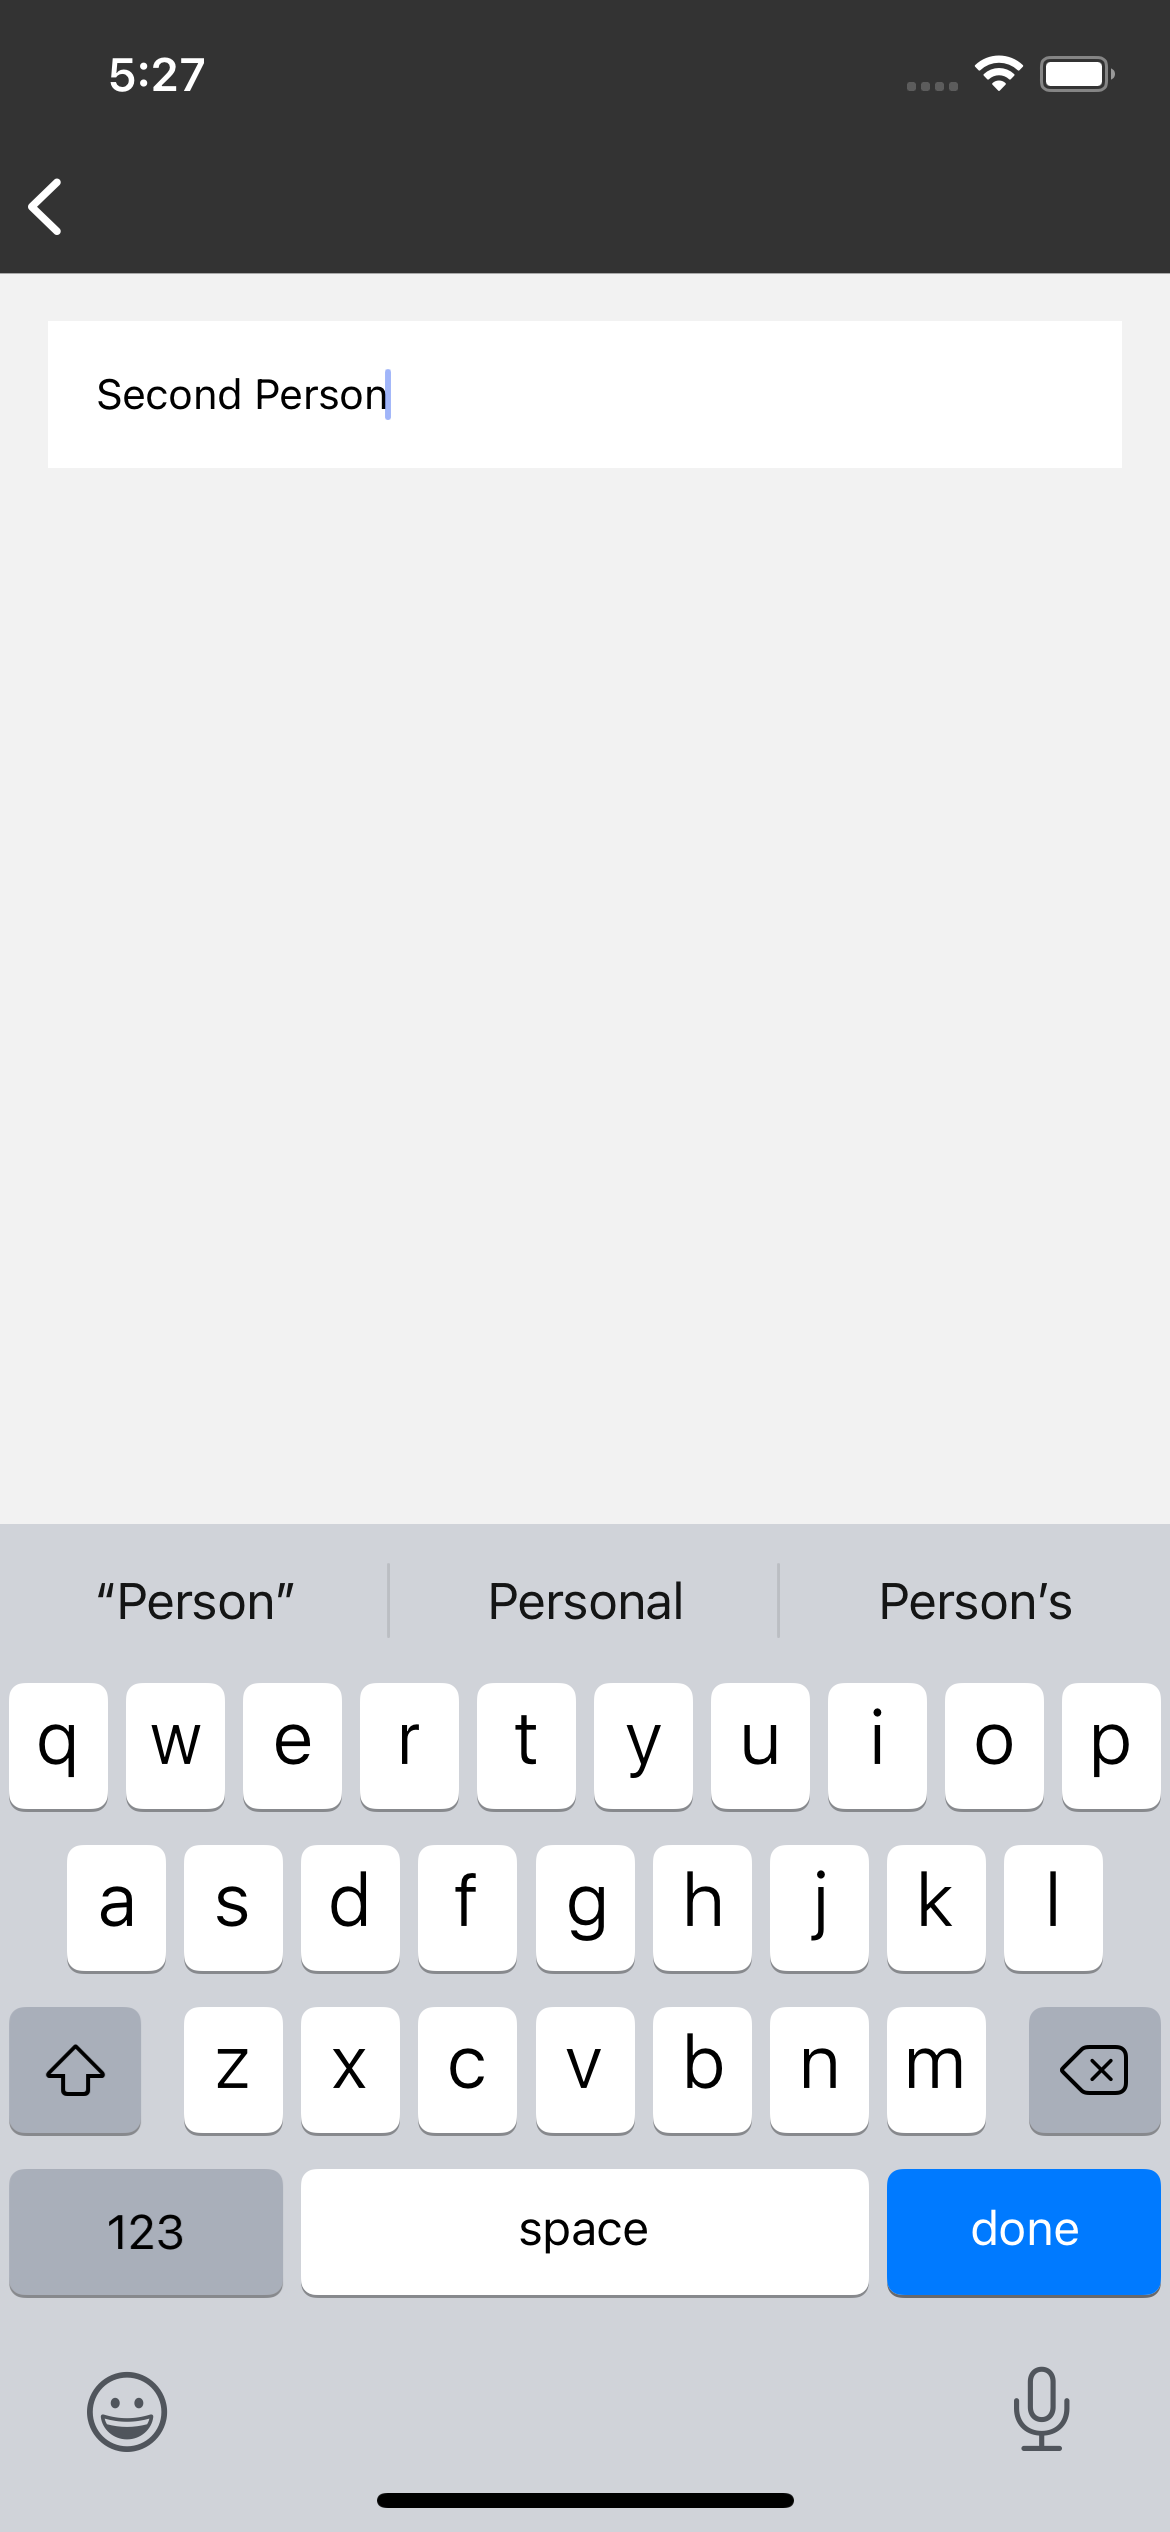 5:27
Second Person
“Person” Personal Person’s
q w e r t y u i o p
a s d f g h j k l
z x c v b n m
123 space done